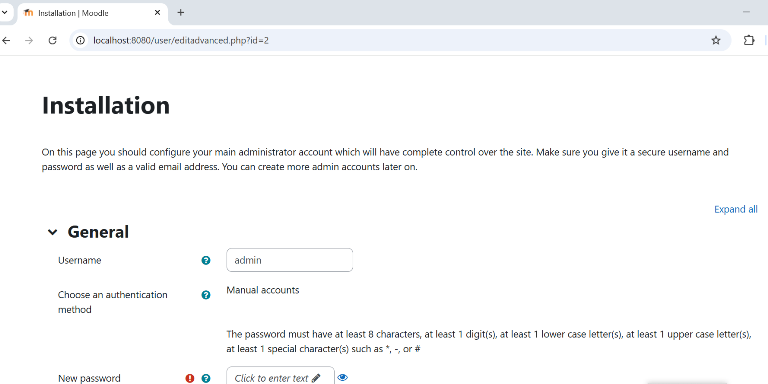 Installation | Moodle
localhost:8080/user/editadvanced.php?id=2
Installation
On this page you should configure your main administrator account which will have complete control over the site. Make sure you give it a secure username and
password as well as a valid email address. You can create more admin accounts later on.
Expand all
General
Username
admin
Choose an authentication
method
Manual accounts
The password must have at least 8 characters, at least 1 digit(s), at least 1 lower case letter(s), at least 1 upper case letter(s),
at least 1 special character(s) such as *, -, or #
New password
Click to enter text